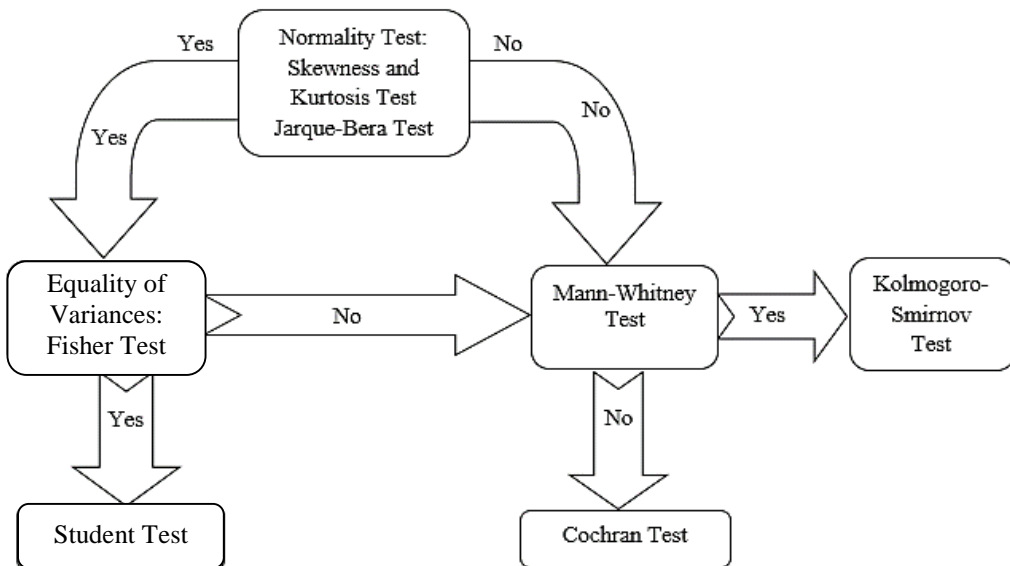 Yes
Normality Test:
Skewness and
Kurtosis Test
Jarque-Bera Test
No
Yes
No
Equality of
Variances:
Fisher Test
No
Mann-Whitney
Test
Yes
Kolmogoro-
Smirnov
Test
Yes
No
Student Test
Cochran Test